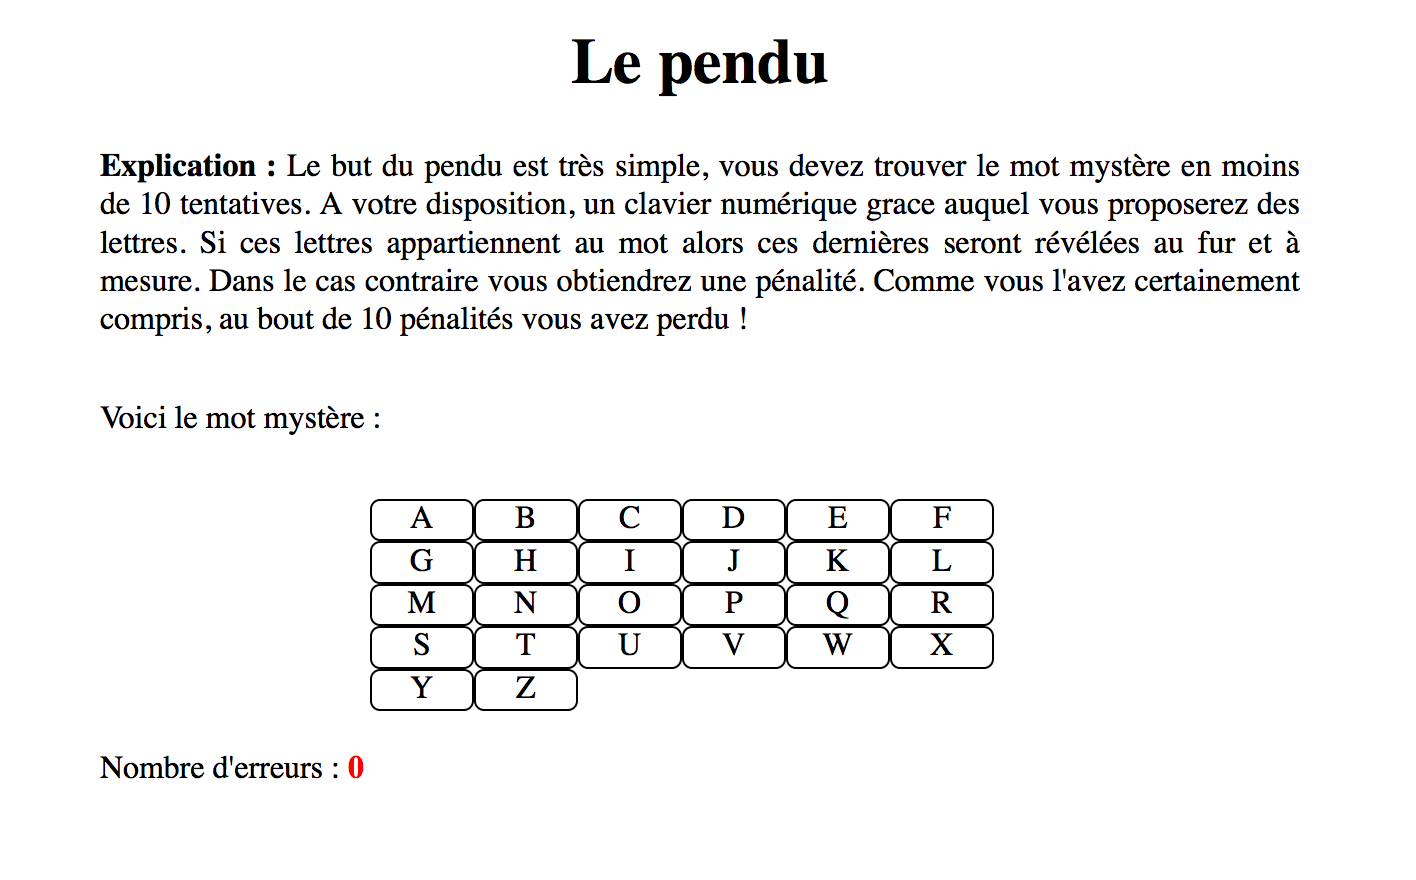 Le pendu
Explication : Le but du pendu est très simple, vous devez trouver le mot mystère en moins
de 10 tentatives. A votre disposition, un clavier numérique grace auquel vous proposerez des
lettres. Si ces lettres appartiennent au mot alors ces dernières seront révélées au fur et à
mesure. Dans le cas contraire vous obtiendrez une pénalité. Comme vous l'avez certainement
compris, au bout de 10 pénalités vous avez perdu !
Voici le mot mystère :
A B C D E F
G H I J K L
M N O P Q R
S T U V W X
Y Z
Nombre d'erreurs : 0